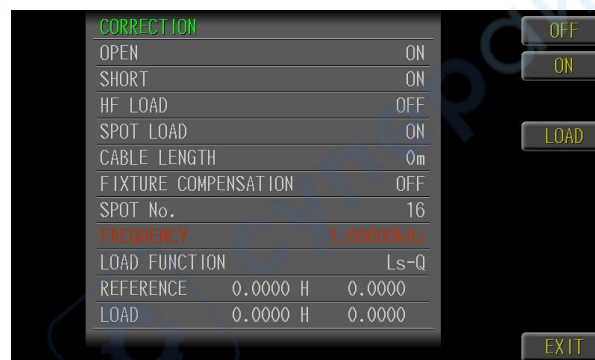 CORRECTION
OPEN ON
SHORT ON
HF LOAD OFF
SPOT LOAD ON
CABLE LENGTH 0m
FIXTURE COMPENSATION OFF
SPOT No. 16
FREQUENCY 1.00000kHz
LOAD FUNCTION Ls-Q
REFERENCE 0.0000 H 0.0000
LOAD 0.0000 H 0.0000
OFF
ON
LOAD
EXIT